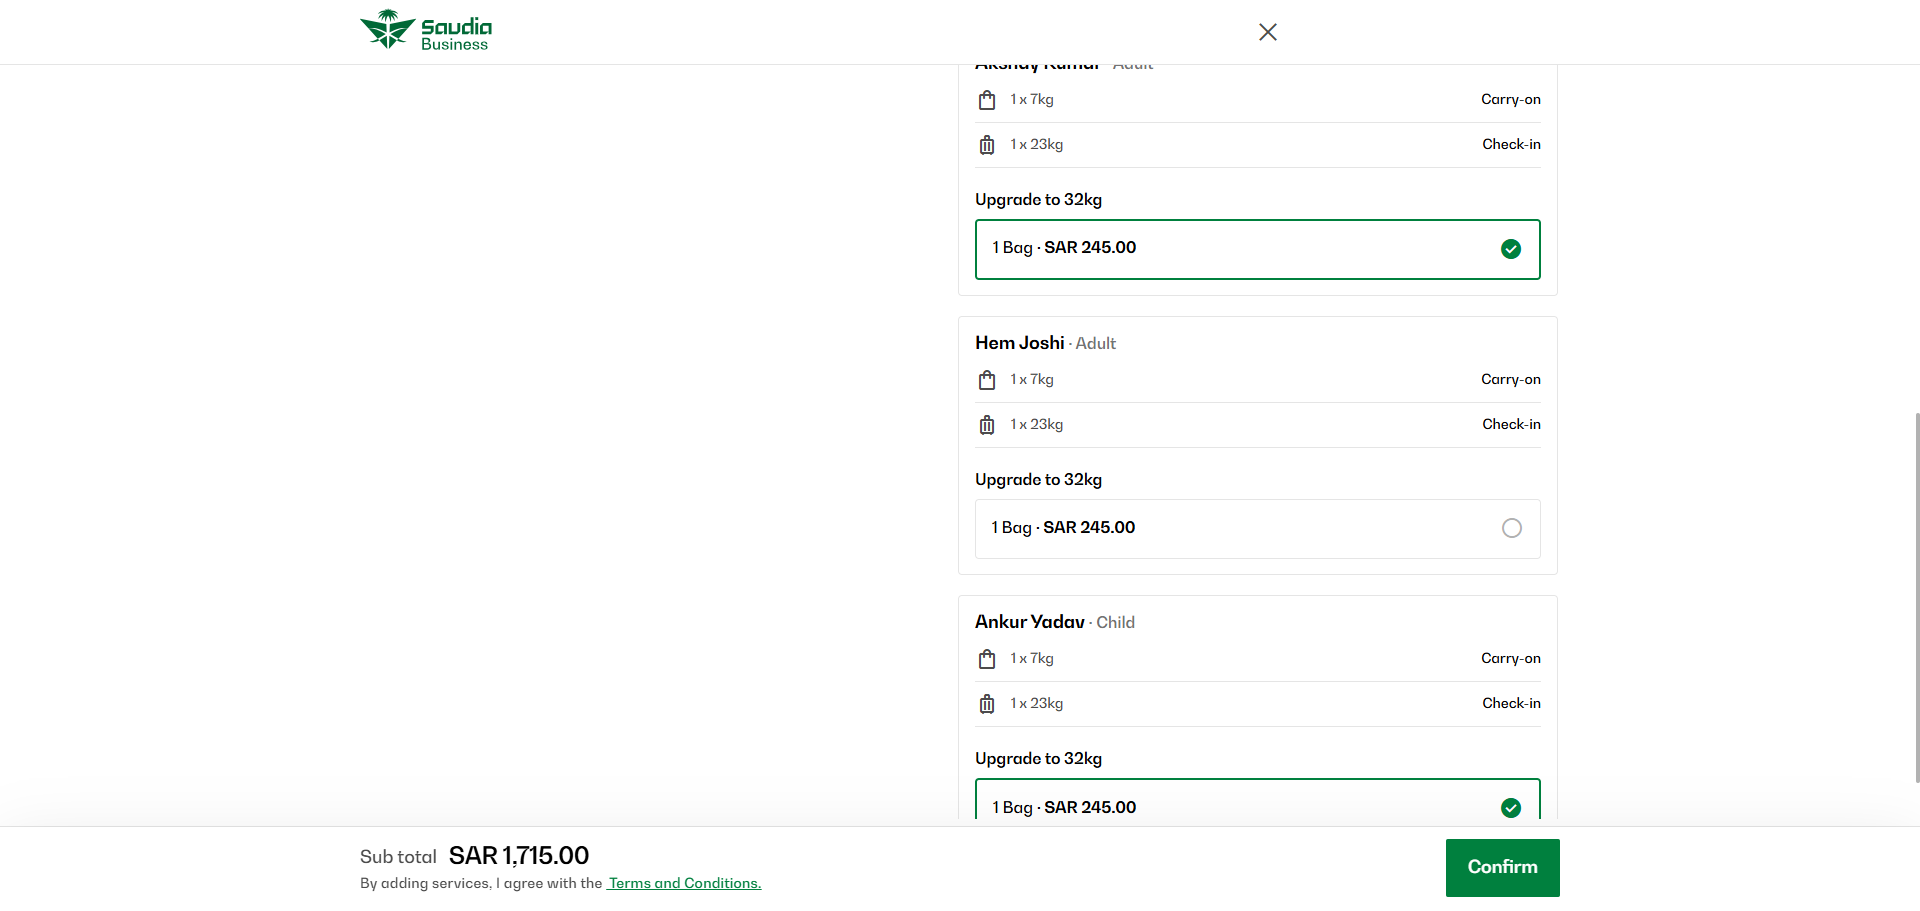 Saudia
Business
Akshay Kumar · Adult
1 x 7kg Carry-on
1 x 23kg Check-in
Upgrade to 32kg
1 Bag · SAR 245.00
Hem Joshi · Adult
1 x 7kg Carry-on
1 x 23kg Check-in
Upgrade to 32kg
1 Bag · SAR 245.00
Ankur Yadav · Child
1 x 7kg Carry-on
1 x 23kg Check-in
Upgrade to 32kg
1 Bag · SAR 245.00
Sub total SAR 1,715.00
By adding services, I agree with the Terms and Conditions.
Confirm